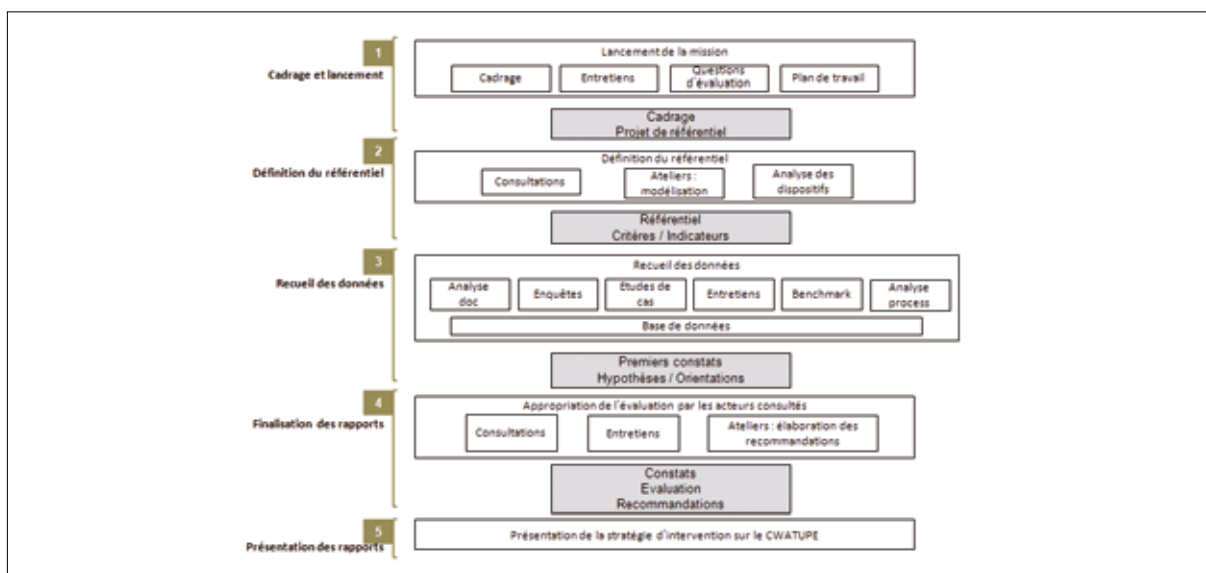 1
Cadrage et lancement
Lancement de la mission
Cadrage
Entretiens
Questions
d'évaluation
Plan de travail
Cadrage
Projet de référentiel
2
Définition du référentiel
Définition du référentiel
Consultations
Ateliers :
modélisation
Analyse des
dispositifs
Référentiel
Critères / Indicateurs
3
Recueil des données
Recueil des données
Analyse
doc
Enquêtes
Etudes de
cas
Entretiens
Benchmark
Analyse
process
Base de données
Premiers constats
Hypothèses / Orientations
4
Finalisation des rapports
Appropriation de l'évaluation par les acteurs consultés
Consultations
Entretiens
Ateliers : élaboration des
recommandations
Constats
Evaluation
Recommandations
5
Présentation des rapports
Présentation de la stratégie d'intervention sur le CWATUPE